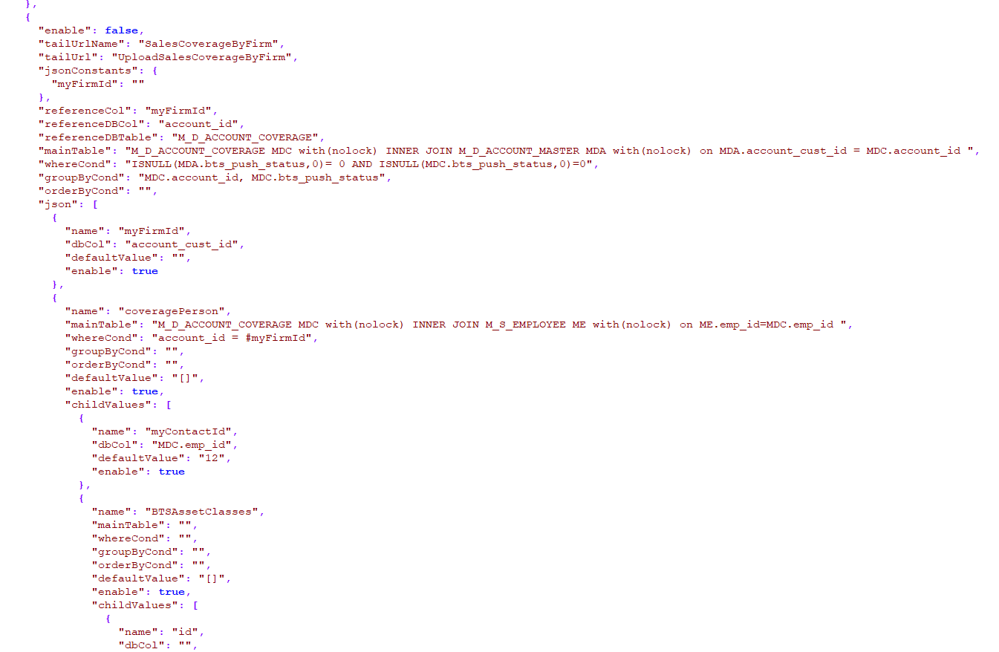 },
{
"enable": false,
"tailUrlName": "SalesCoverageByFirm",
"tailUrl": "UploadSalesCoverageByFirm",
"jsonConstants": {
"myFirmId": ""
},
"referenceCol": "myFirmId",
"referenceDBCol": "account_id",
"referenceDBTable": "M_D_ACCOUNT_COVERAGE",
"mainTable": "M_D_ACCOUNT_COVERAGE MDC with(nolock) INNER JOIN M_D_ACCOUNT_MASTER MDA with(nolock) on MDA.account_cust_id = MDC.account_id ",
"whereCond": "ISNULL(MDA.bts_push_status,0)= 0 AND ISNULL(MDC.bts_push_status,0)=0",
"groupByCond": "MDC.account_id, MDC.bts_push_status",
"orderByCond": "",
"json": [
{
"name": "myFirmId",
"dbCol": "account_cust_id",
"defaultValue": "",
"enable": true
},
{
"name": "coveragePerson",
"mainTable": "M_D_ACCOUNT_COVERAGE MDC with(nolock) INNER JOIN M_S_EMPLOYEE ME with(nolock) on ME.emp_id=MDC.emp_id ",
"whereCond": "account_id = #myFirmId",
"groupByCond": "",
"orderByCond": "",
"defaultValue": "[]",
"enable": true,
"childValues": [
{
"name": "myContactId",
"dbCol": "MDC.emp_id",
"defaultValue": "12",
"enable": true
},
{
"name": "BTSAssetClasses",
"mainTable": "",
"whereCond": "",
"groupByCond": "",
"orderByCond": "",
"defaultValue": "[]",
"enable": true,
"childValues": [
{
"name": "id",
"dbCol": "",